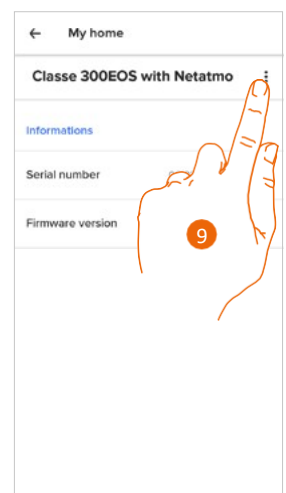 ← My home
Classe 300EOS with Netatmo
Informations
Serial number
Firmware version
9